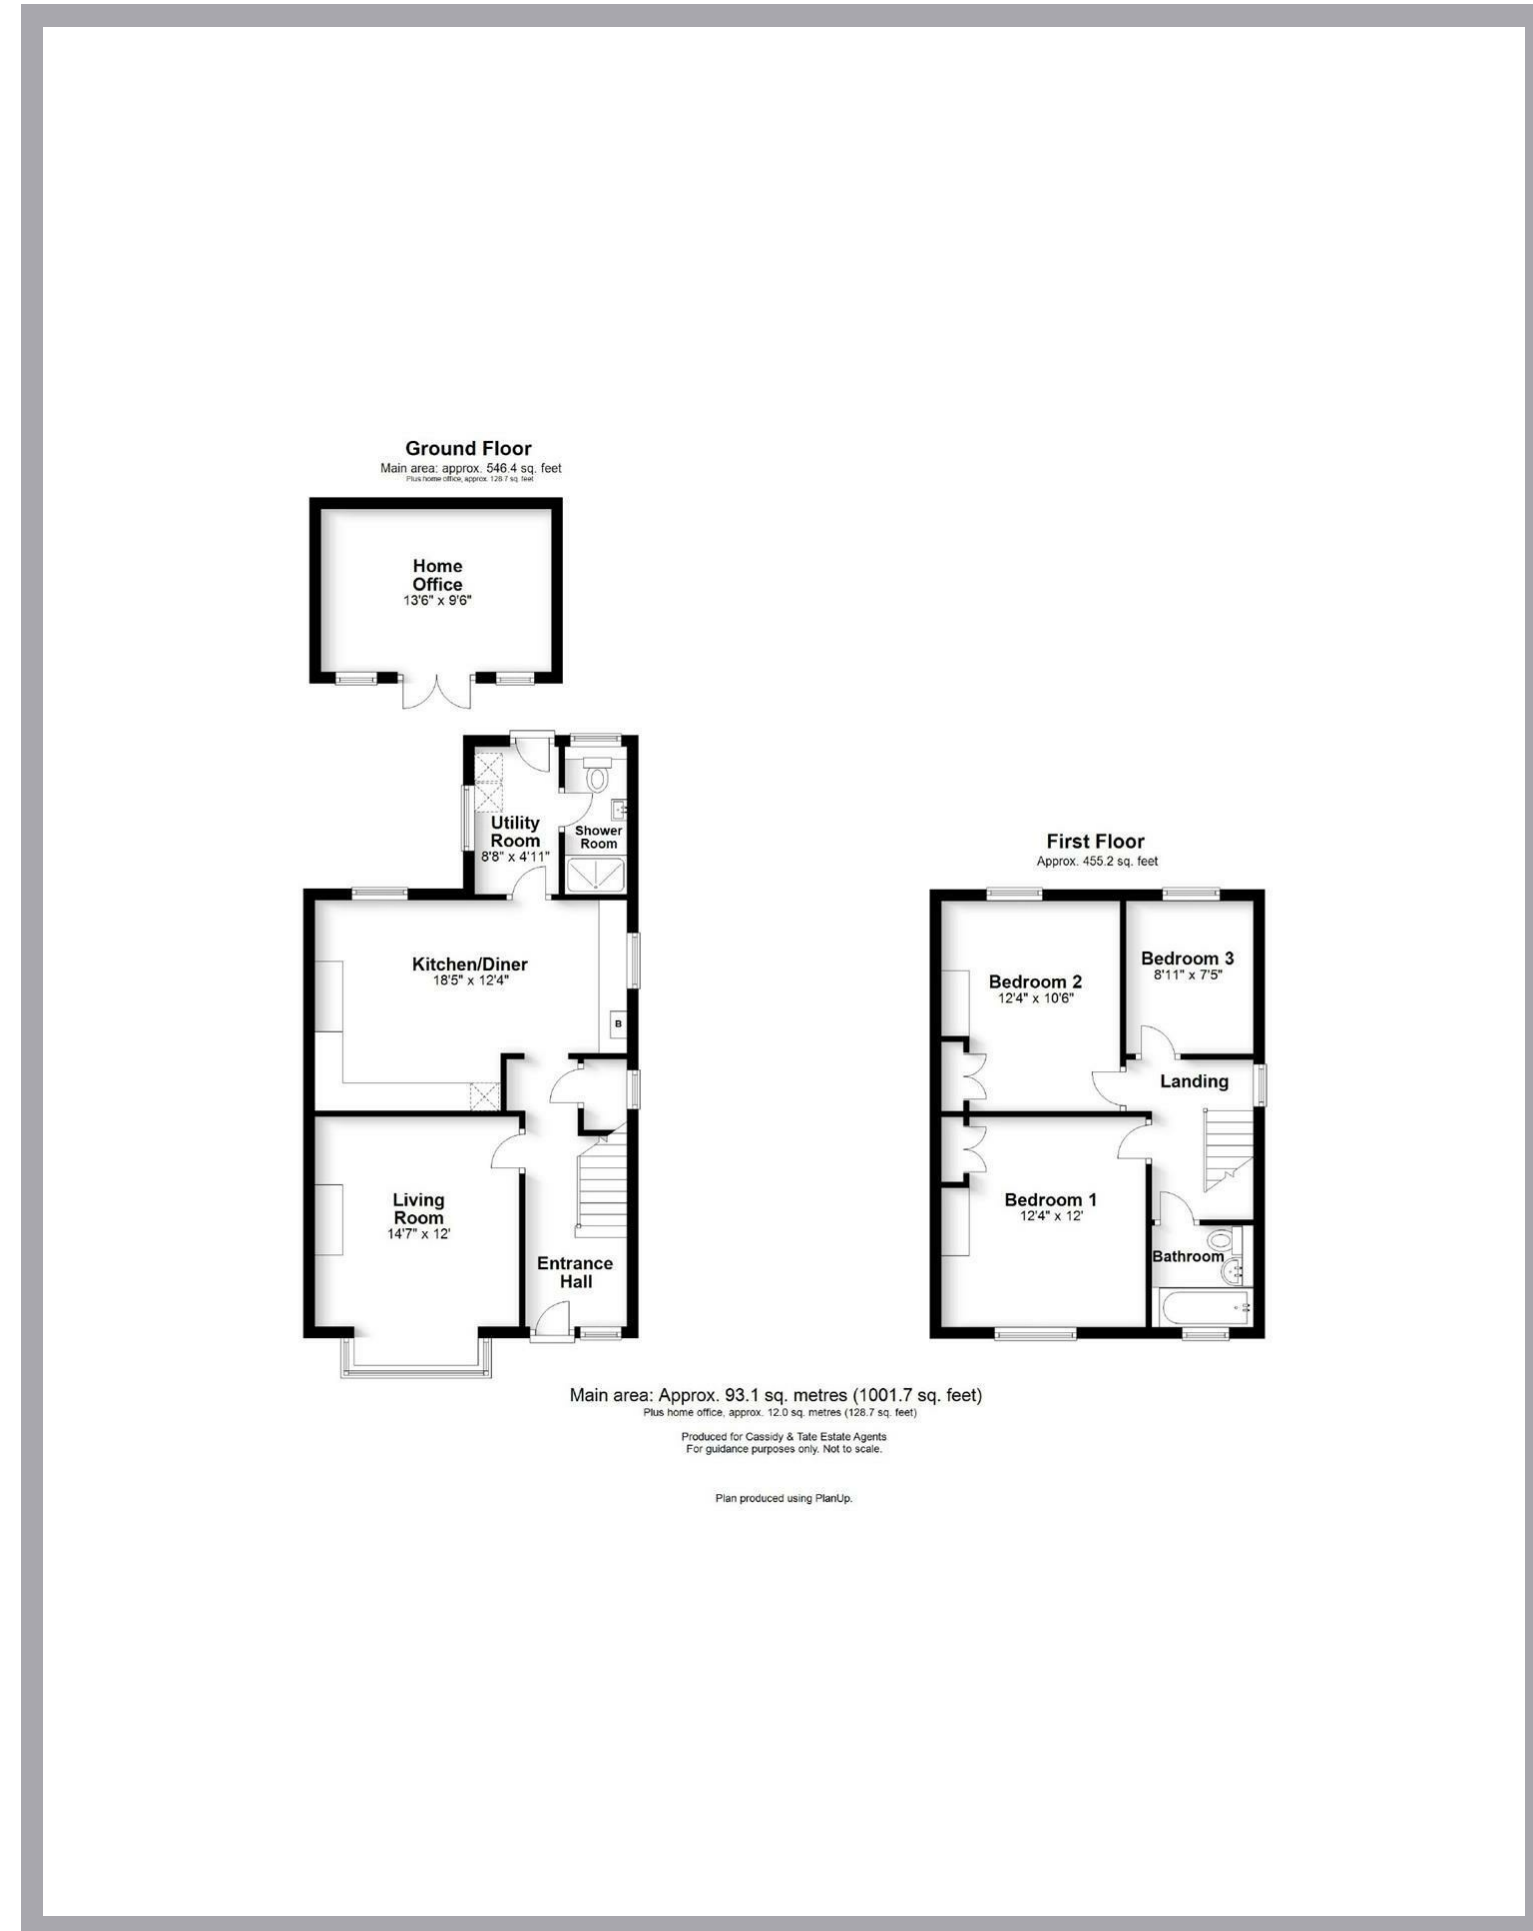 Ground Floor
Main area: approx. 546.4 sq. feet
Plus home office, approx. 128.7 sq. feet
Home
Office
13'6" x 9'6"
Utility
Room
8'8" x 4'11"
Shower
Room
Kitchen/Diner
18'5" x 12'4"
B
Living
Room
14'7" x 12'
Entrance
Hall
First Floor
Approx. 455.2 sq. feet
Bedroom 2
12'4" x 10'6"
Bedroom 3
8'11" x 7'5"
Landing
Bedroom 1
12'4" x 12'
Bathroom
Main area: Approx. 93.1 sq. metres (1001.7 sq. feet)
Plus home office, approx. 12.0 sq. metres (128.7 sq. feet)
Produced for Cassidy & Tate Estate Agents
For guidance purposes only. Not to scale.
Plan produced using PlanUp.